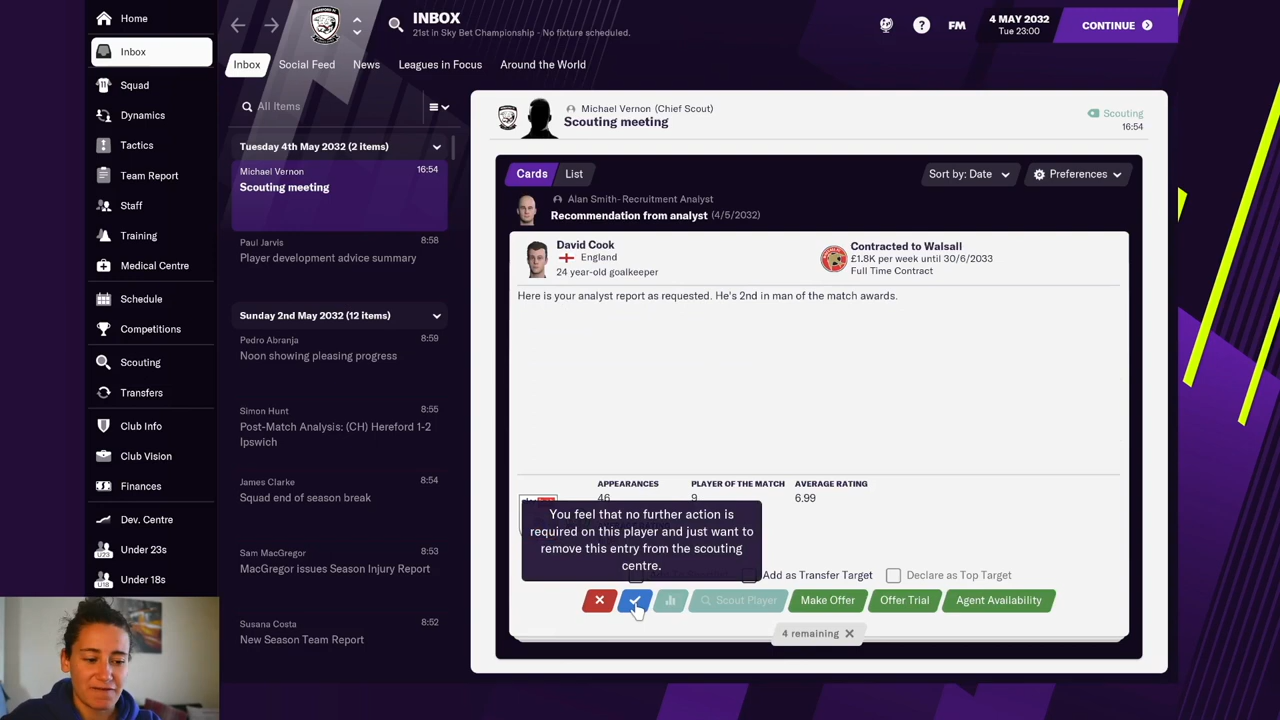 Home
Inbox
Squad
Dynamics
Tactics
Team Report
Staff
Training
Medical Centre
Schedule
Competitions
Scouting
Transfers
Club Info
Club Vision
Finances
Dev. Centre
Under 23s
Under 18s
INBOX
21st in Sky Bet Championship - No fixture scheduled.
FM
4 MAY 2032
Tue 23:00
CONTINUE
Inbox
Social Feed
News
Leagues in Focus
Around the World
All Items
Tuesday 4th May 2032 (2 items)
Michael Vernon
16:54
Scouting meeting
Paul Jarvis
8:58
Player development advice summary
Sunday 2nd May 2032 (12 items)
Pedro Abranja
8:59
Noon showing pleasing progress
Simon Hunt
8:55
Post-Match Analysis: (CH) Hereford 1-2
Ipswich
James Clarke
8:54
Squad end of season break
Sam MacGregor
8:53
MacGregor issues Season Injury Report
Susana Costa
8:52
New Season Team Report
Michael Vernon (Chief Scout)
Scouting meeting
Scouting
16:54
Cards
List
Sort by: Date
Preferences
Alan Smith- Recruitment Analyst
Recommendation from analyst (4/5/2032)
David Cook
England
24 year-old goalkeeper
Contracted to Walsall
£1.8K per week until 30/6/2033
Full Time Contract
Here is your analyst report as requested. He's 2nd in man of the match awards.
APPEARANCES
PLAYER OF THE MATCH
AVERAGE RATING
46
9
6.99
You feel that no further action is
required on this player and just want to
remove this entry from the scouting
centre.
Add as Transfer Target
Declare as Top Target
Scout Player
Make Offer
Offer Trial
Agent Availability
4 remaining